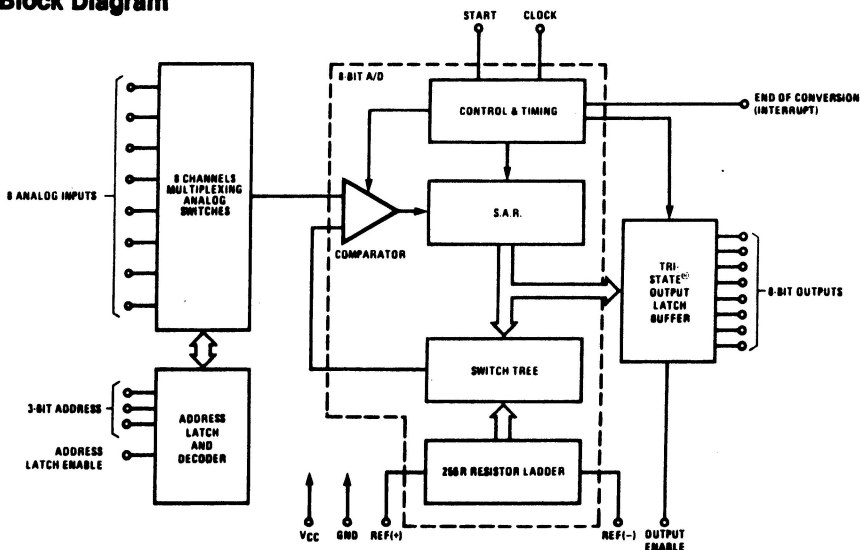 Block Diagram
START
CLOCK
8-BIT A/D
CONTROL & TIMING
END OF CONVERSION
(INTERRUPT)
8 ANALOG INPUTS
8 CHANNELS
MULTIPLEXING
ANALOG
SWITCHES
COMPARATOR
S.A.R.
TRI-
STATE®
OUTPUT
LATCH
BUFFER
8-BIT OUTPUTS
SWITCH TREE
3-BIT ADDRESS
ADDRESS
LATCH ENABLE
ADDRESS
LATCH
AND
DECODER
256R RESISTOR LADDER
VCC
GND
REF(+)
REF(−)
OUTPUT
ENABLE